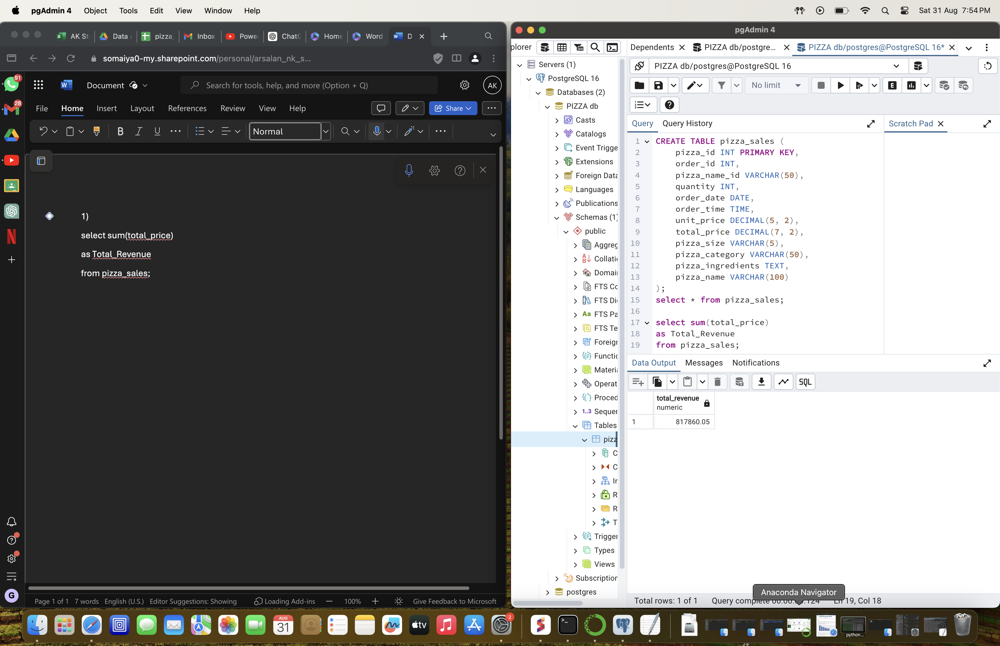 pgAdmin 4 Object Tools Edit View Window Help
Sat 31 Aug 7:54 PM
AK St
Data
pizza_
Inbox
Power
ChatG
Home
Word
D
somaiya0-my.sharepoint.com/personal/arsalan_nk_s...
91
28
Document
Search for tools, help, and more (Option + Q)
AK
File Home Insert Layout References Review View Help
Share
B I U
Normal
1)
select sum(total_price)
as Total_Revenue
from pizza_sales;
G
Page 1 of 1 7 words English (U.S.) Editor Suggestions: Showing Loading Add-ins 100% Give Feedback to Microsoft
pgAdmin 4
plorer
Dependents
PIZZA db/postgre...
PIZZA db/postgres@PostgreSQL 16*
Servers (1)
PostgreSQL 16
Databases (2)
PIZZA db
Casts
Catalogs
Event Trigge
Extensions
Foreign Data
Languages
Publications
Schemas (1)
public
Aggreg
Collatio
Domai
FTS Co
FTS Di
Aa FTS Pa
FTS Te
Foreign
Functio
Materia
Operat
Proced
1..3 Sequer
Tables
pizz
C
C
In
R
R
T
Trigger
Types
Views
Subscription
postgres
PIZZA db/postgres@PostgreSQL 16
No limit
E
Query Query History
Scratch Pad
1 CREATE TABLE pizza_sales (
2 pizza_id INT PRIMARY KEY,
3 order_id INT,
4 pizza_name_id VARCHAR(50),
5 quantity INT,
6 order_date DATE,
7 order_time TIME,
8 unit_price DECIMAL(5, 2),
9 total_price DECIMAL(7, 2),
10 pizza_size VARCHAR(5),
11 pizza_category VARCHAR(50),
12 pizza_ingredients TEXT,
13 pizza_name VARCHAR(100)
14 );
15 select * from pizza_sales;
16
17 select sum(total_price)
18 as Total_Revenue
19 from pizza_sales;
Data Output Messages Notifications
SQL
total_revenue
numeric
1 817860.05
Total rows: 1 of 1 Query complete Ln 19, Col 18
Anaconda Navigator
AUG
31
tv
2
python...